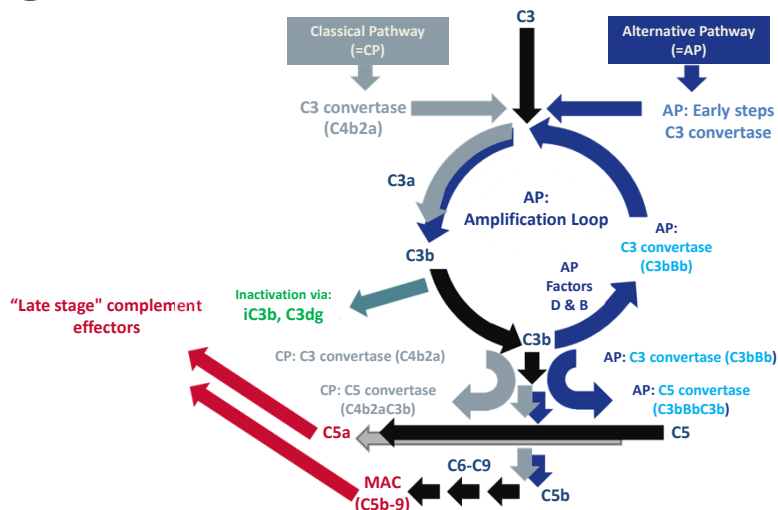 C3
Classical Pathway
(=CP)
Alternative Pathway
(=AP)
C3 convertase
(C4b2a)
AP: Early steps
C3 convertase
C3a
AP:
Amplification Loop
C3b
AP:
C3 convertase
(C3bBb)
AP
Factors
D & B
Inactivation via:
iC3b, C3dg
“Late stage" complement
effectors
C3b
CP: C3 convertase (C4b2a)
AP: C3 convertase (C3bBb)
CP: C5 convertase
(C4b2aC3b)
AP: C5 convertase
(C3bBbC3b)
C5a
C5
C6-C9
MAC
(C5b-9)
C5b